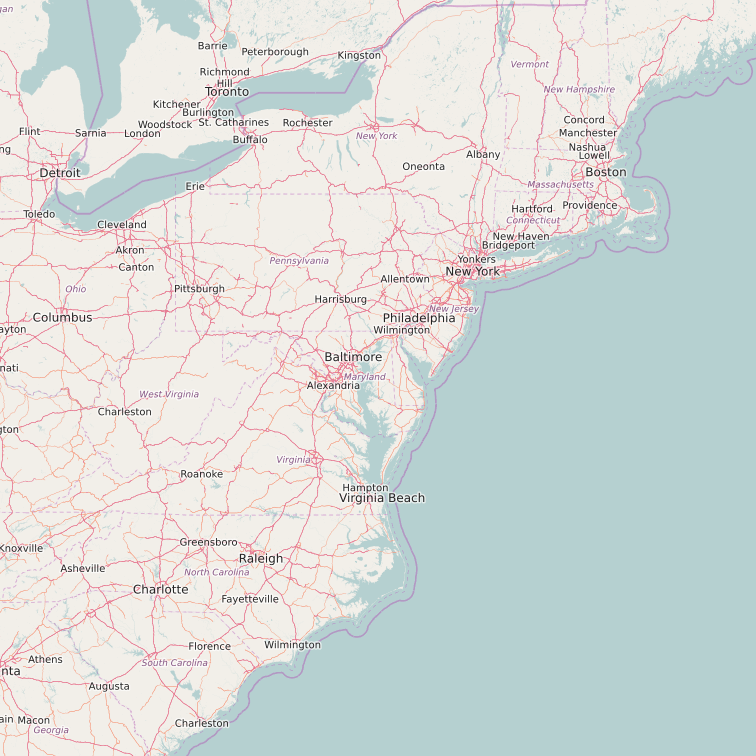 gan
Barrie
Peterborough
Kingston
Vermont
Richmond
Hill
Toronto
New Hampshire
Kitchener
Burlington
Woodstock
St. Catharines
Rochester
Concord
Manchester
Flint
Sarnia
London
Buffalo
New York
Nashua
Lowell
ng
Albany
Oneonta
Detroit
Boston
Erie
Massachusetts
Toledo
Cleveland
Hartford
Providence
Connecticut
New Haven
Bridgeport
Akron
Canton
Pennsylvania
Yonkers
New York
Allentown
Ohio
Pittsburgh
Harrisburg
New Jersey
Columbus
Philadelphia
ayton
Wilmington
Baltimore
nati
Maryland
Alexandria
West Virginia
Charleston
gton
Virginia
Roanoke
Hampton
Virginia Beach
Greensboro
Knoxville
Raleigh
Asheville
North Carolina
Charlotte
Fayetteville
Florence
Wilmington
Athens
South Carolina
nta
Augusta
ain
Macon
Charleston
Georgia